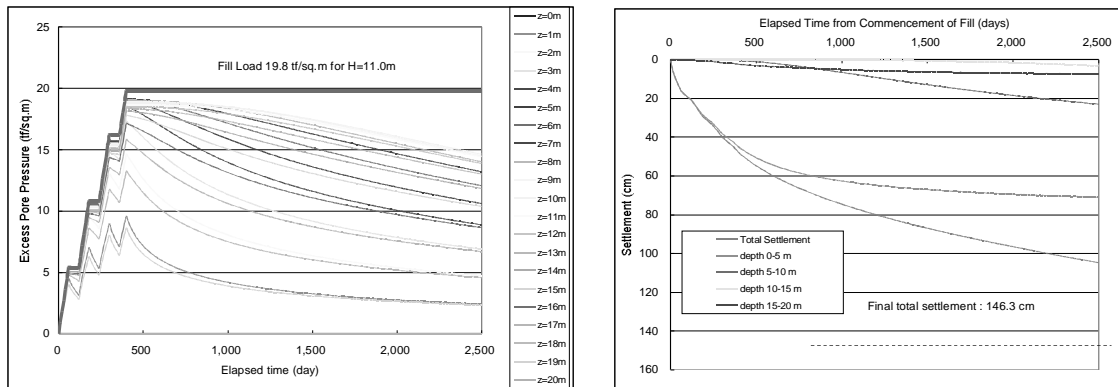 25
20
15
10
5
0
Excess Pore Pressure (tf/sq.m)
Fill Load 19.8 tf/sq.m for H=11.0m
0
500
1,000
1,500
2,000
2,500
Elapsed time (day)
z=0m
z=1m
z=2m
z=3m
z=4m
z=5m
z=6m
z=7m
z=8m
z=9m
z=10m
z=11m
z=12m
z=13m
z=14m
z=15m
z=16m
z=17m
z=18m
z=19m
z=20m
Elapsed Time from Commencement of Fill (days)
0
500
1,000
1,500
2,000
2,500
0
20
40
60
80
100
120
140
160
Settlement (cm)
Total Settlement
depth 0-5 m
depth 5-10 m
depth 10-15 m
depth 15-20 m
Final total settlement : 146.3 cm